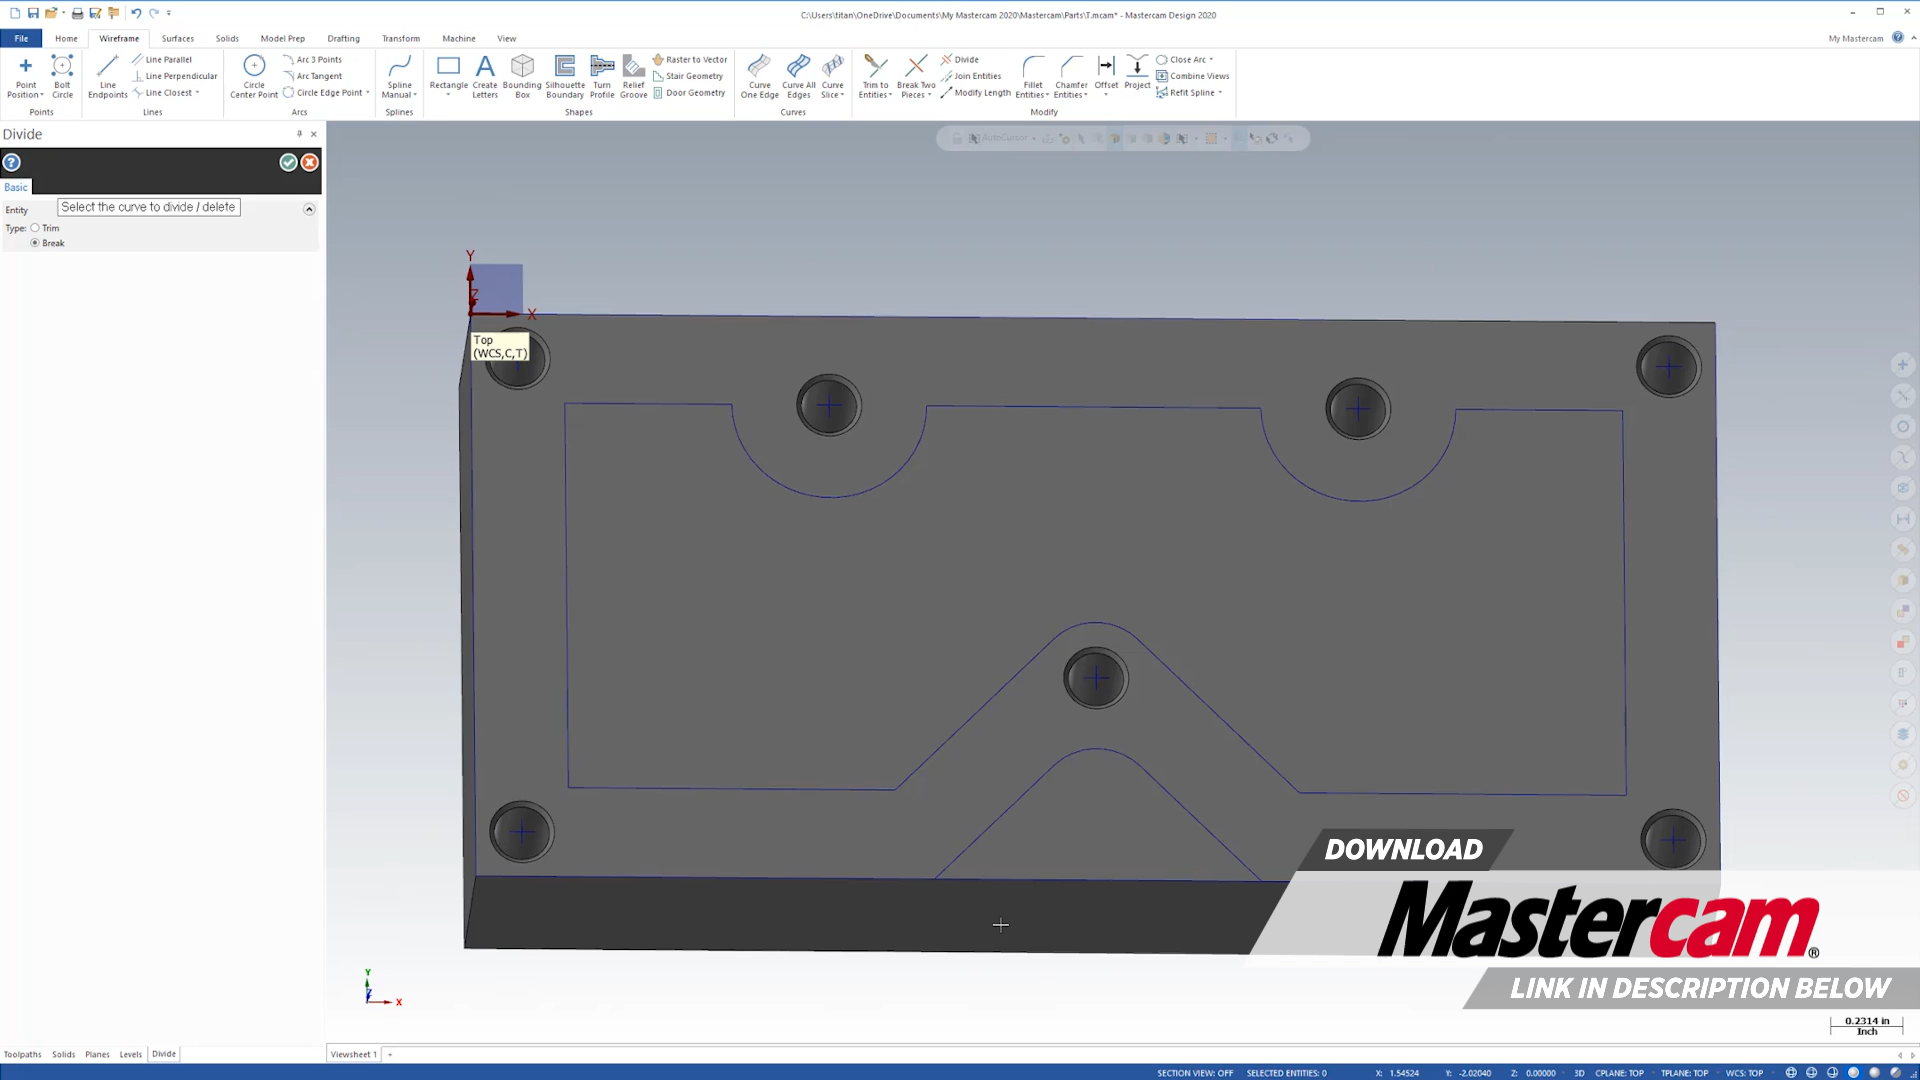 C:\Users\titan\OneDrive\Documents\My Mastercam 2020\Mastercam\Parts\T.mcam* - Mastercam Design 2020
File Home Wireframe Surfaces Solids Model Prep Drafting Transform Machine View My Mastercam
Point Position
Bolt Circle
Points
Line Endpoints
Line Parallel
Line Perpendicular
Line Closest
Lines
Circle Center Point
Arc 3 Points
Arc Tangent
Circle Edge Point
Arcs
Spline Manual
Splines
Rectangle
Create Letters
Bounding Box
Silhouette Boundary
Turn Profile
Relief Groove
Raster to Vector
Stair Geometry
Door Geometry
Shapes
Curve One Edge
Curve All Edges
Curve Slice
Curves
Trim to Entities
Break Two Pieces
Divide
Join Entities
Modify Length
Fillet Entities
Chamfer Entities
Offset
Project
Close Arc
Combine Views
Refit Spline
Modify
Divide
Basic
Entity
Select the curve to divide / delete
Type: Trim
Break
AutoCursor
Y
Z
X
Top
(WCS,C,T)
DOWNLOAD
Mastercam®
LINK IN DESCRIPTION BELOW
Y
Z
X
0.2314 in
Inch
Toolpaths Solids Planes Levels Divide
Viewsheet 1
SECTION VIEW: OFF SELECTED ENTITIES: 0 X: 1.54524 Y: -2.02040 Z: 0.00000 3D CPLANE: TOP TPLANE: TOP WCS: TOP